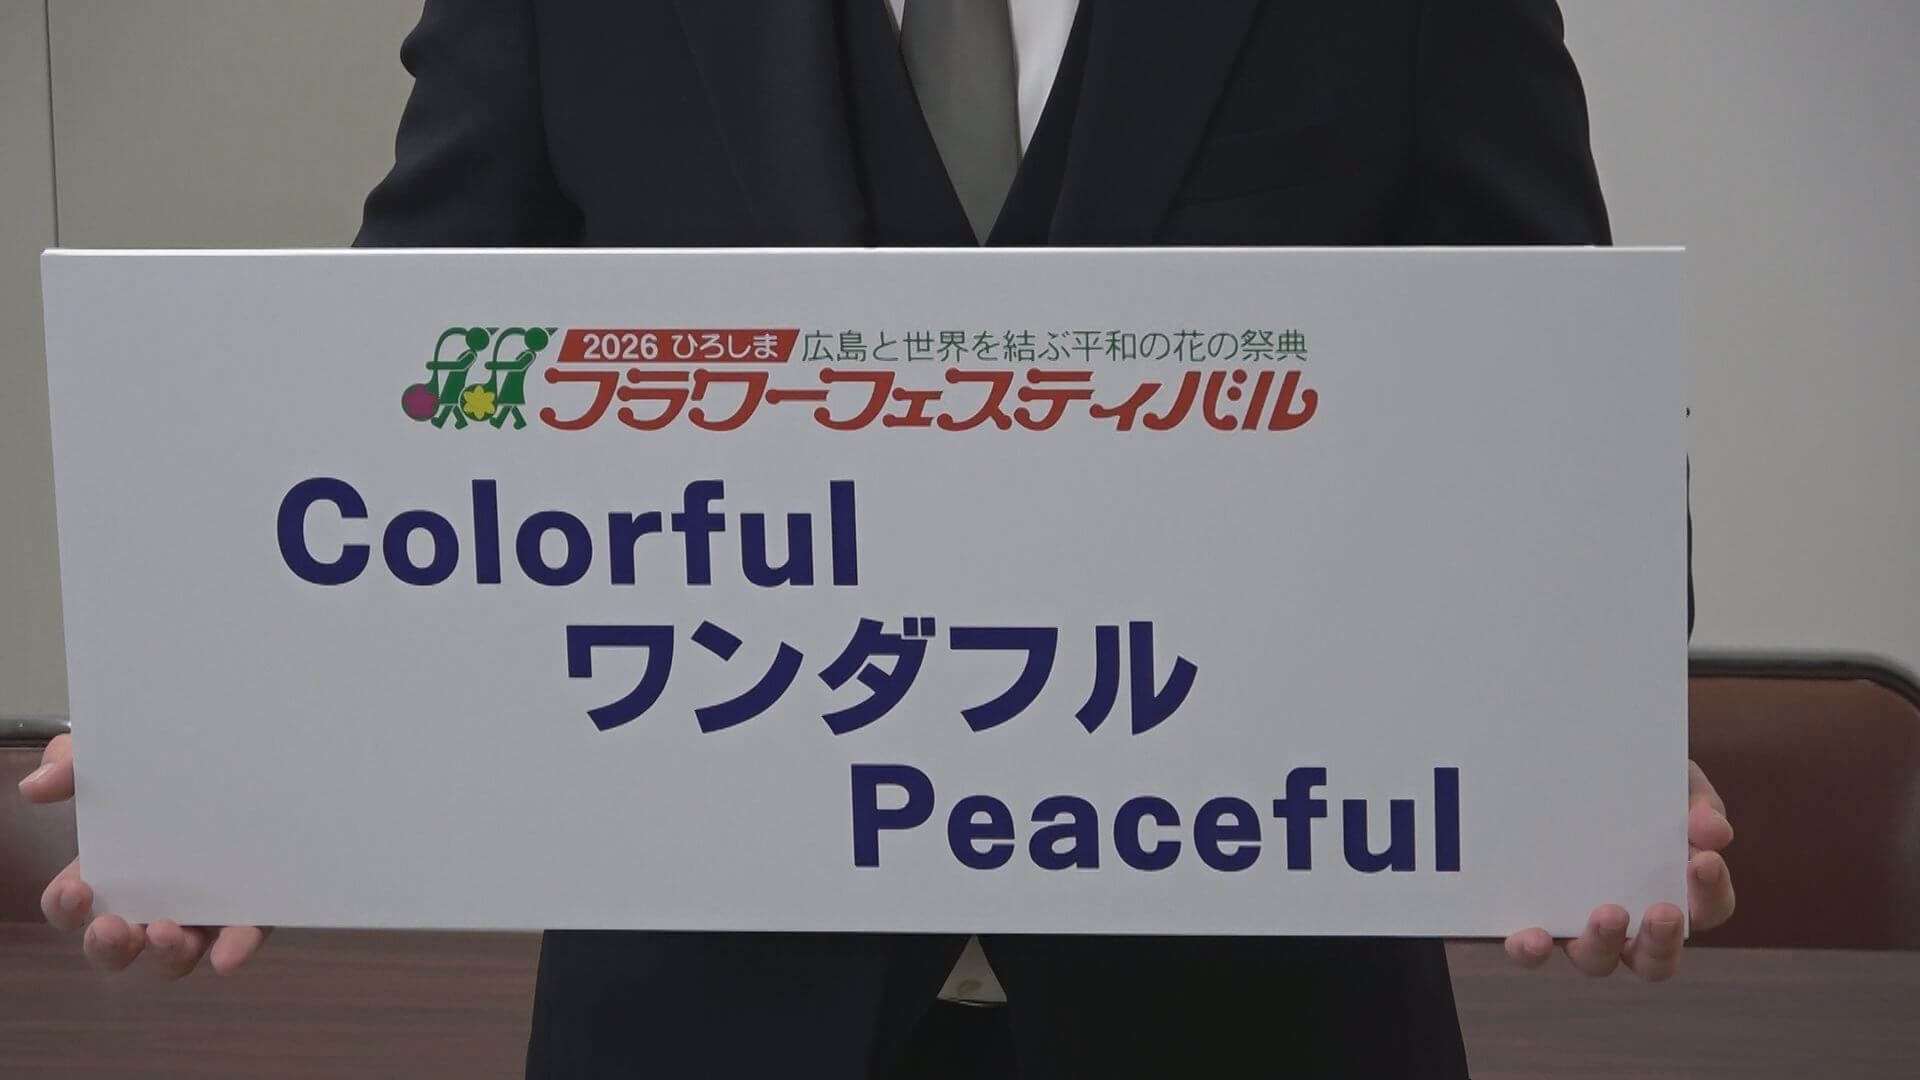 2026 ひろしま 広島と世界を結ぶ平和の花の祭典
フラワーフェスティバル
Colorful
ワンダフル
Peaceful